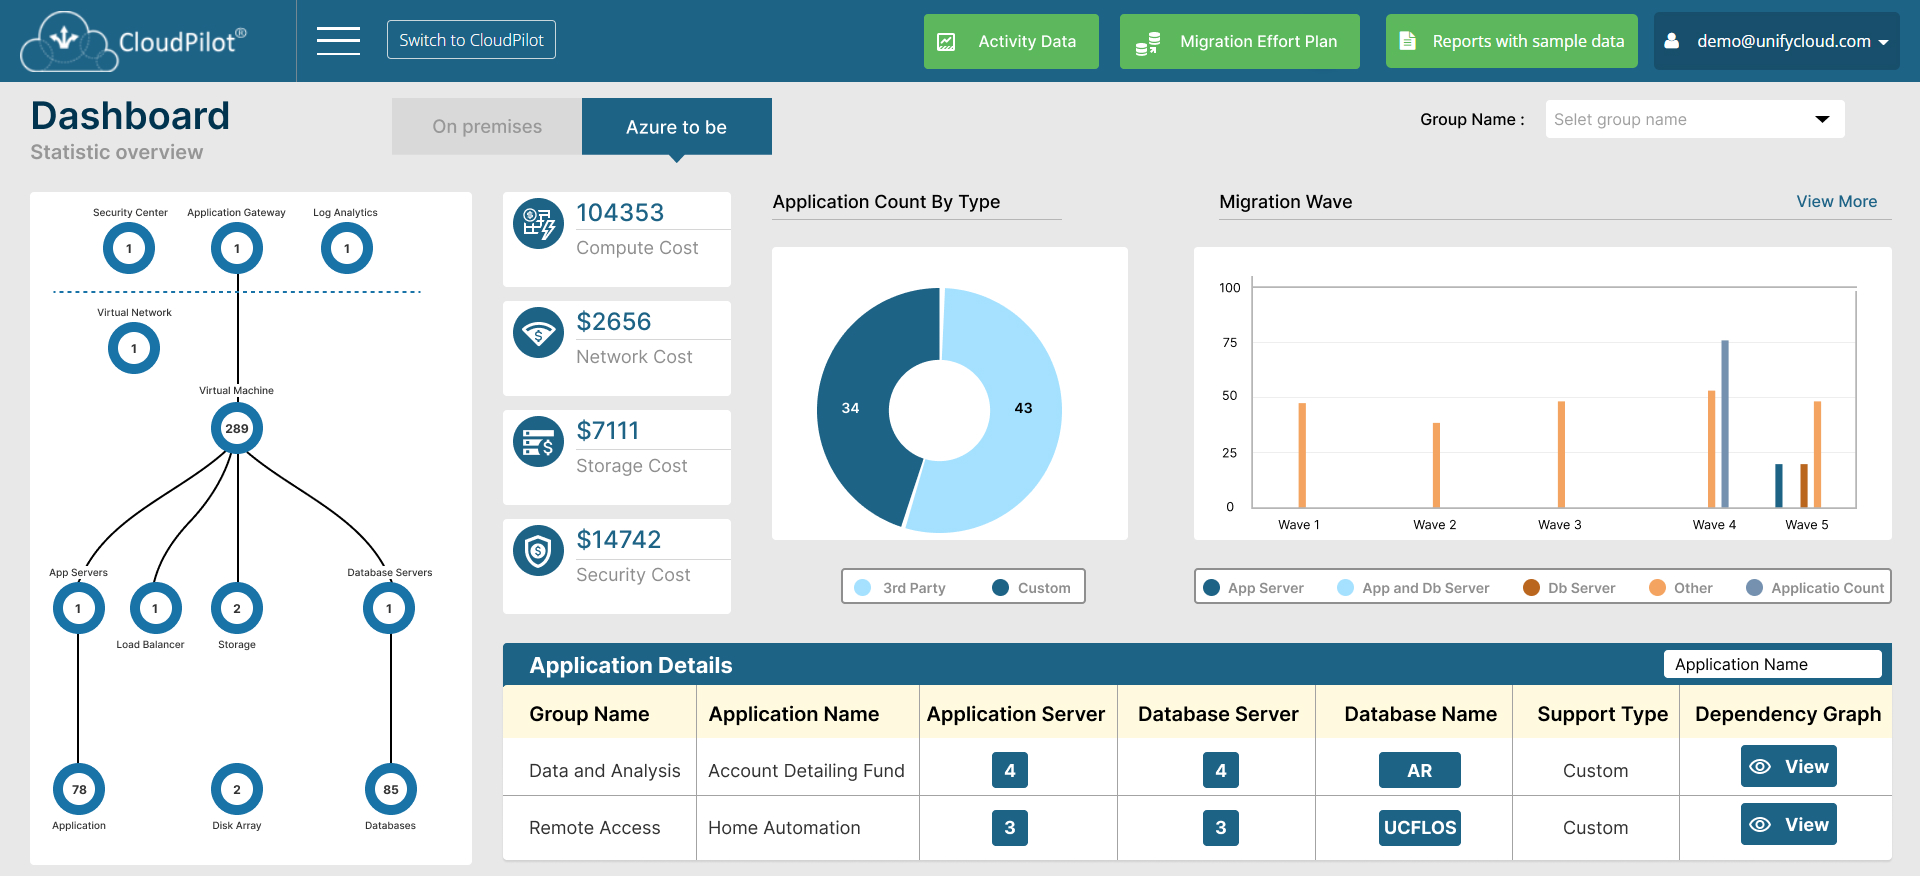 CloudPilot®
Switch to CloudPilot
Activity Data
Migration Effort Plan
Reports with sample data
demo@unifycloud.com
Dashboard
Statistic overview
On premises
Azure to be
Group Name :
Selet group name
Security Center
Application Gateway
Log Analytics
1
1
1
Virtual Network
1
Virtual Machine
289
App Servers
Database Servers
1
1
2
1
Load Balancer
Storage
78
2
85
Application
Disk Array
Databases
104353
Compute Cost
$2656
Network Cost
$7111
Storage Cost
$14742
Security Cost
Application Count By Type
34
43
3rd Party
Custom
Migration Wave
View More
100
75
50
25
0
Wave 1
Wave 2
Wave 3
Wave 4
Wave 5
App Server
App and Db Server
Db Server
Other
Applicatio Count
Application Details
Application Name
Group Name
Application Name
Application Server
Database Server
Database Name
Support Type
Dependency Graph
Data and Analysis
Account Detailing Fund
4
4
AR
Custom
View
Remote Access
Home Automation
3
3
UCFLOS
Custom
View